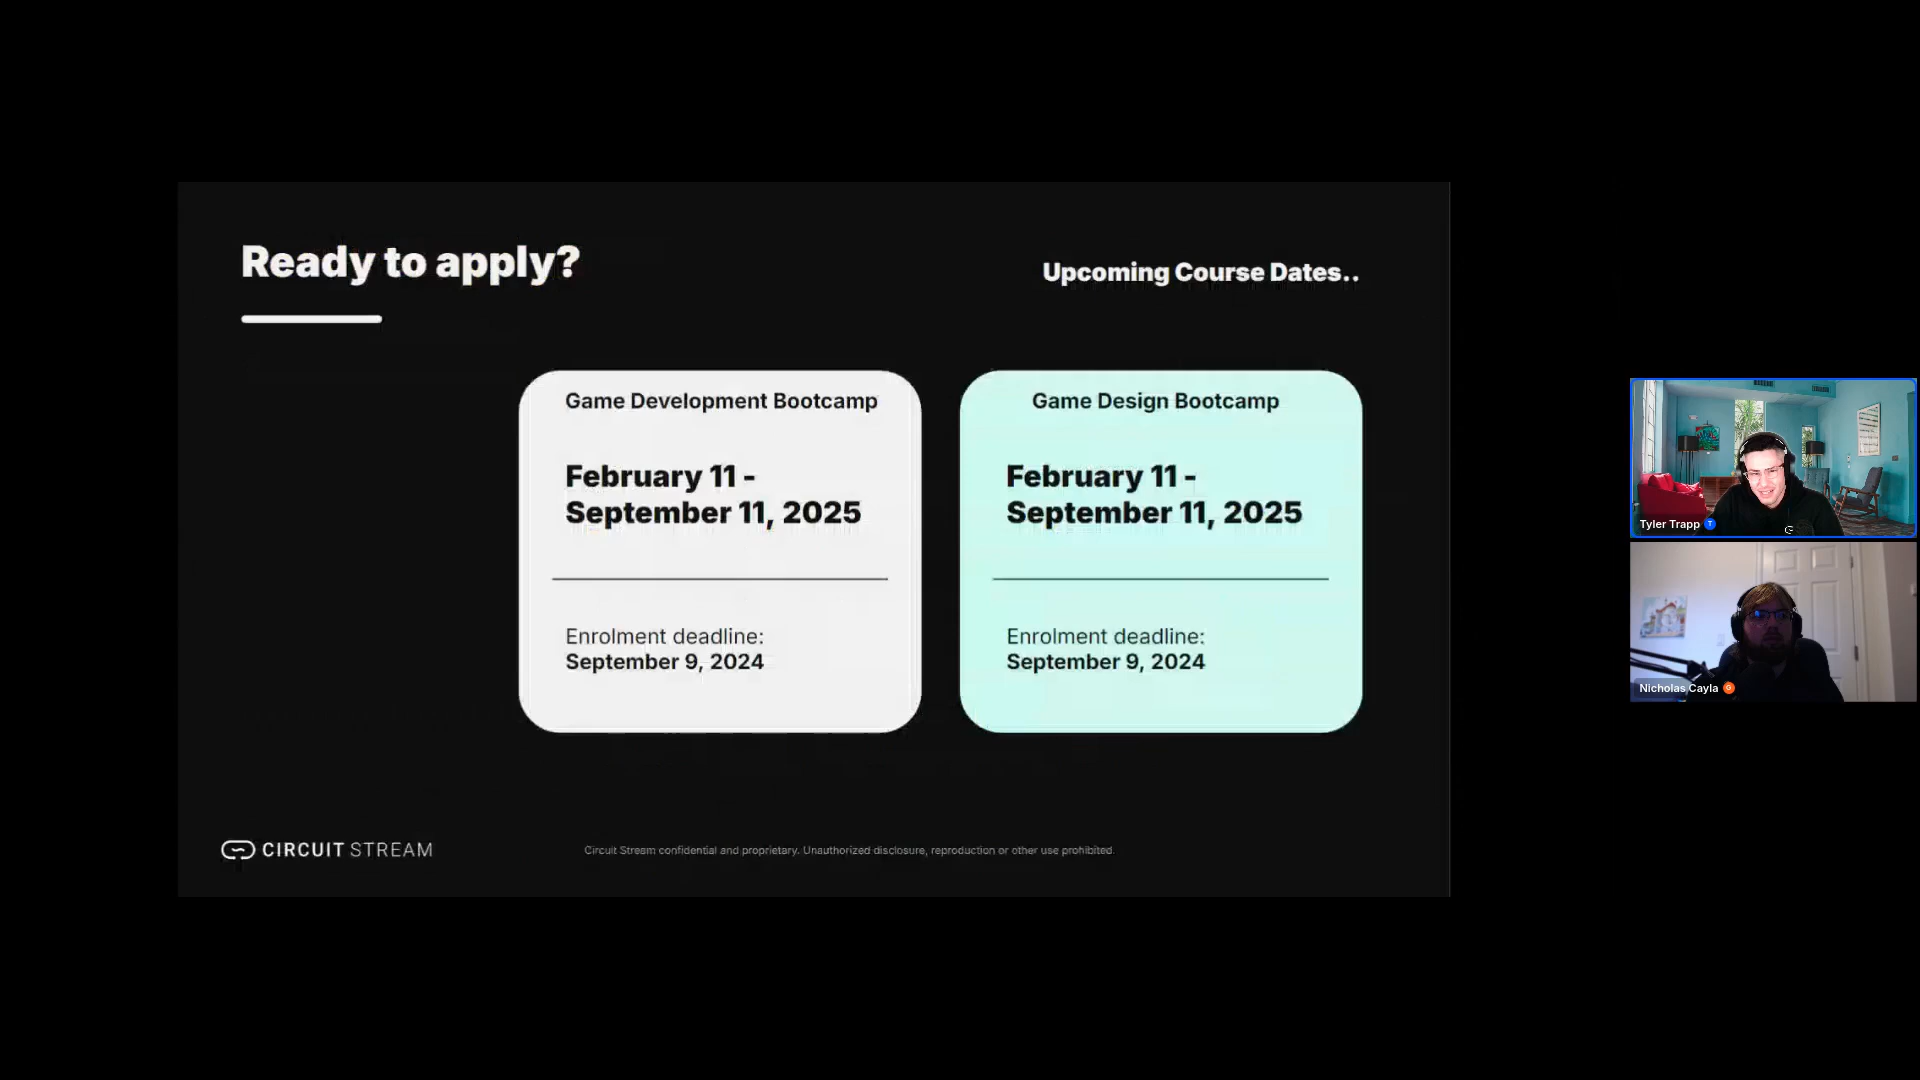 Ready to apply?
Upcoming Course Dates..
Game Development Bootcamp
February 11 -
September 11, 2025
Enrolment deadline:
September 9, 2024
Game Design Bootcamp
February 11 -
September 11, 2025
Enrolment deadline:
September 9, 2024
CIRCUIT STREAM
Circuit Stream confidential and proprietary. Unauthorized disclosure, reproduction or other use prohibited.
Tyler Trapp T
Nicholas Cayla